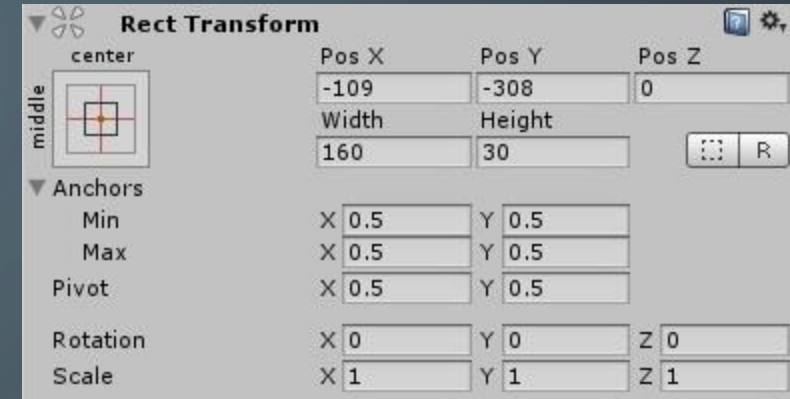 Rect Transform
center
Pos X Pos Y Pos Z
middle
-109 -308 0
Width Height
160 30
R
Anchors
Min X 0.5 Y 0.5
Max X 0.5 Y 0.5
Pivot X 0.5 Y 0.5
Rotation X 0 Y 0 Z 0
Scale X 1 Y 1 Z 1